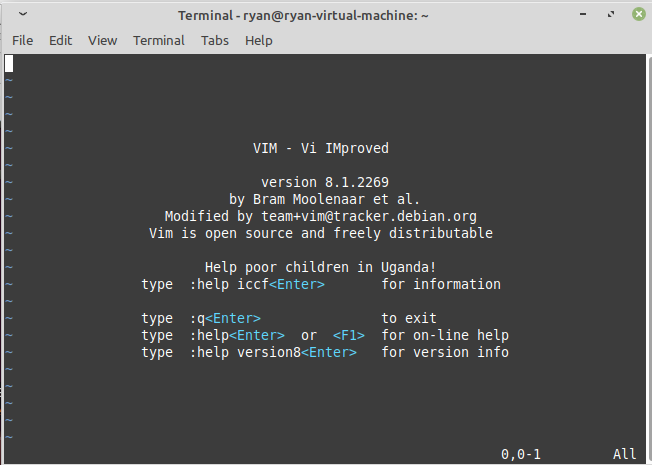 Terminal - ryan@ryan-virtual-machine: ~
File Edit View Terminal Tabs Help
~
~
~
~
VIM - Vi IMproved
~
~
version 8.1.2269
~
by Bram Moolenaar et al.
~
Modified by team+vim@tracker.debian.org
~
Vim is open source and freely distributable
~
~
Help poor children in Uganda!
~
type :help iccf<Enter> for information
~
~
type :q<Enter> to exit
~
type :help<Enter> or <F1> for on-line help
~
type :help version8<Enter> for version info
~
~
~
~
~
~
0,0-1 All